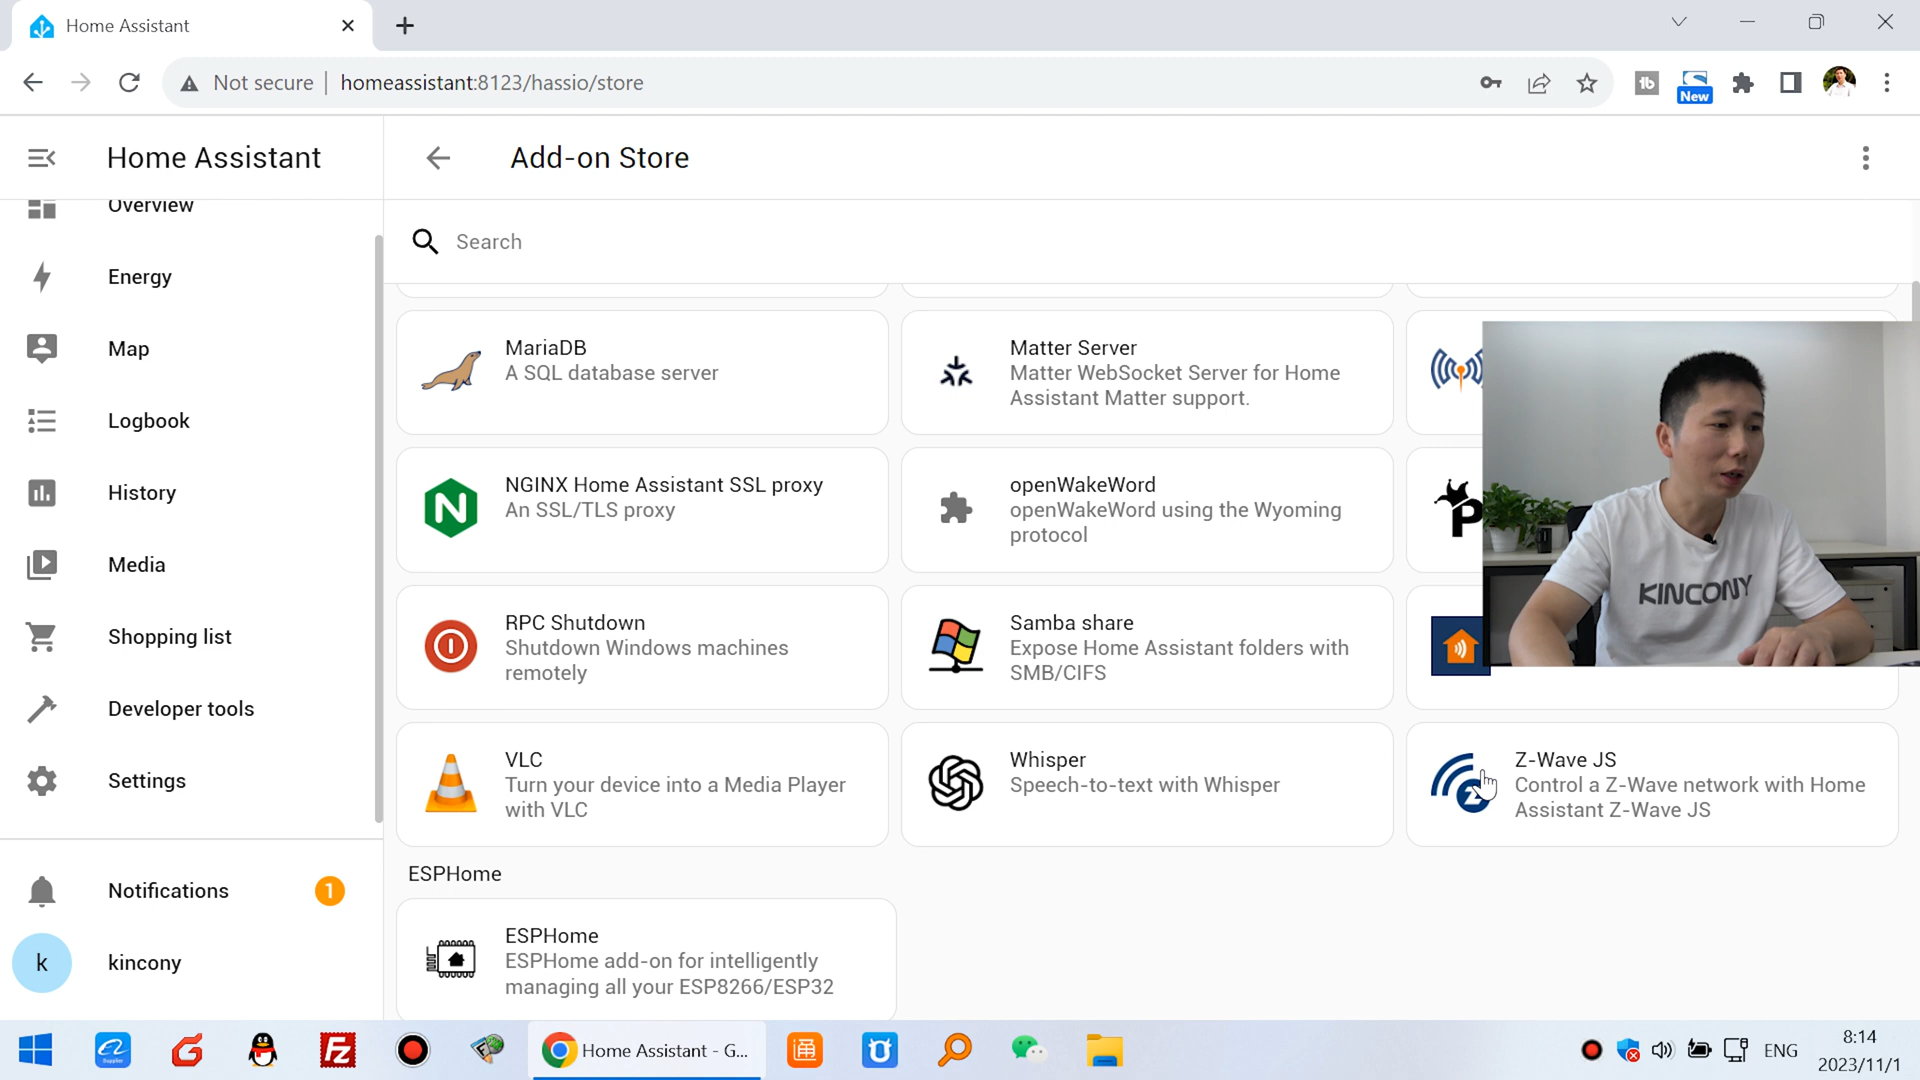 Home Assistant
Not secure
homeassistant:8123/hassio/store
New
Home Assistant
Add-on Store
Search
Overview
Energy
Map
Logbook
History
Media
Shopping list
Developer tools
Settings
Notifications
1
k
kincony
MariaDB
A SQL database server
Matter Server
Matter WebSocket Server for Home
Assistant Matter support.
NGINX Home Assistant SSL proxy
An SSL/TLS proxy
openWakeWord
openWakeWord using the Wyoming
protocol
RPC Shutdown
Shutdown Windows machines
remotely
Samba share
Expose Home Assistant folders with
SMB/CIFS
VLC
Turn your device into a Media Player
with VLC
Whisper
Speech-to-text with Whisper
Z-Wave JS
Control a Z-Wave network with Home
Assistant Z-Wave JS
ESPHome
ESPHome
ESPHome add-on for intelligently
managing all your ESP8266/ESP32
KINCONY
Home Assistant - G...
通
ENG
8:14
2023/11/1